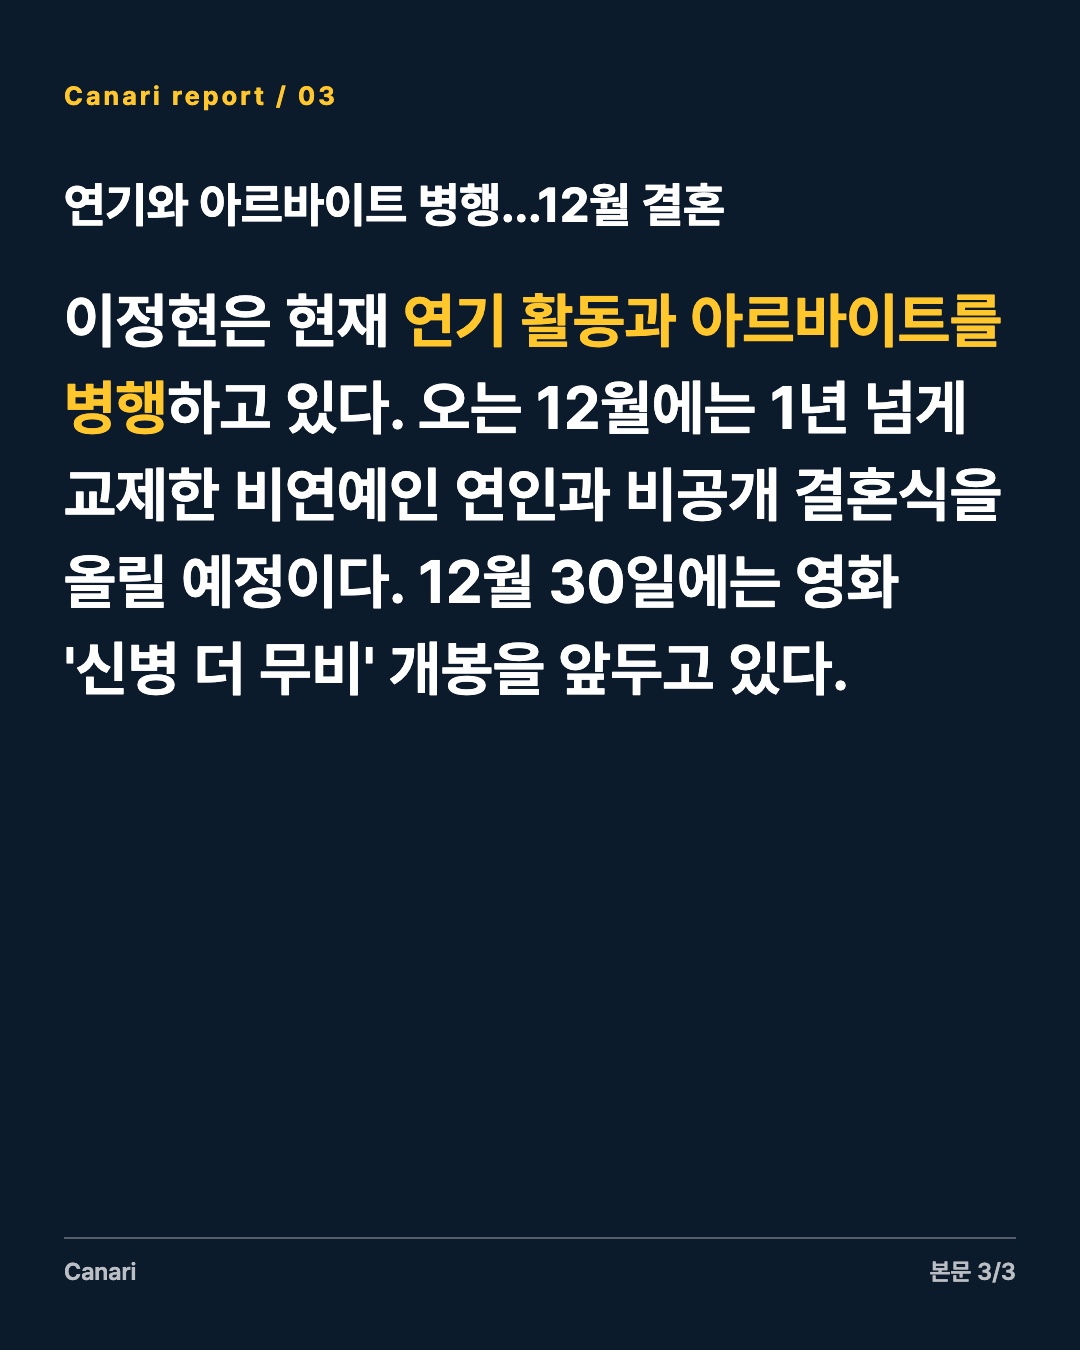 Canari report / 03
연기와 아르바이트 병행...12월 결혼
이정현은 현재 연기 활동과 아르바이트를
병행하고 있다. 오는 12월에는 1년 넘게
교제한 비연예인 연인과 비공개 결혼식을
올릴 예정이다. 12월 30일에는 영화
'신병 더 무비' 개봉을 앞두고 있다.
Canari
본문 3/3